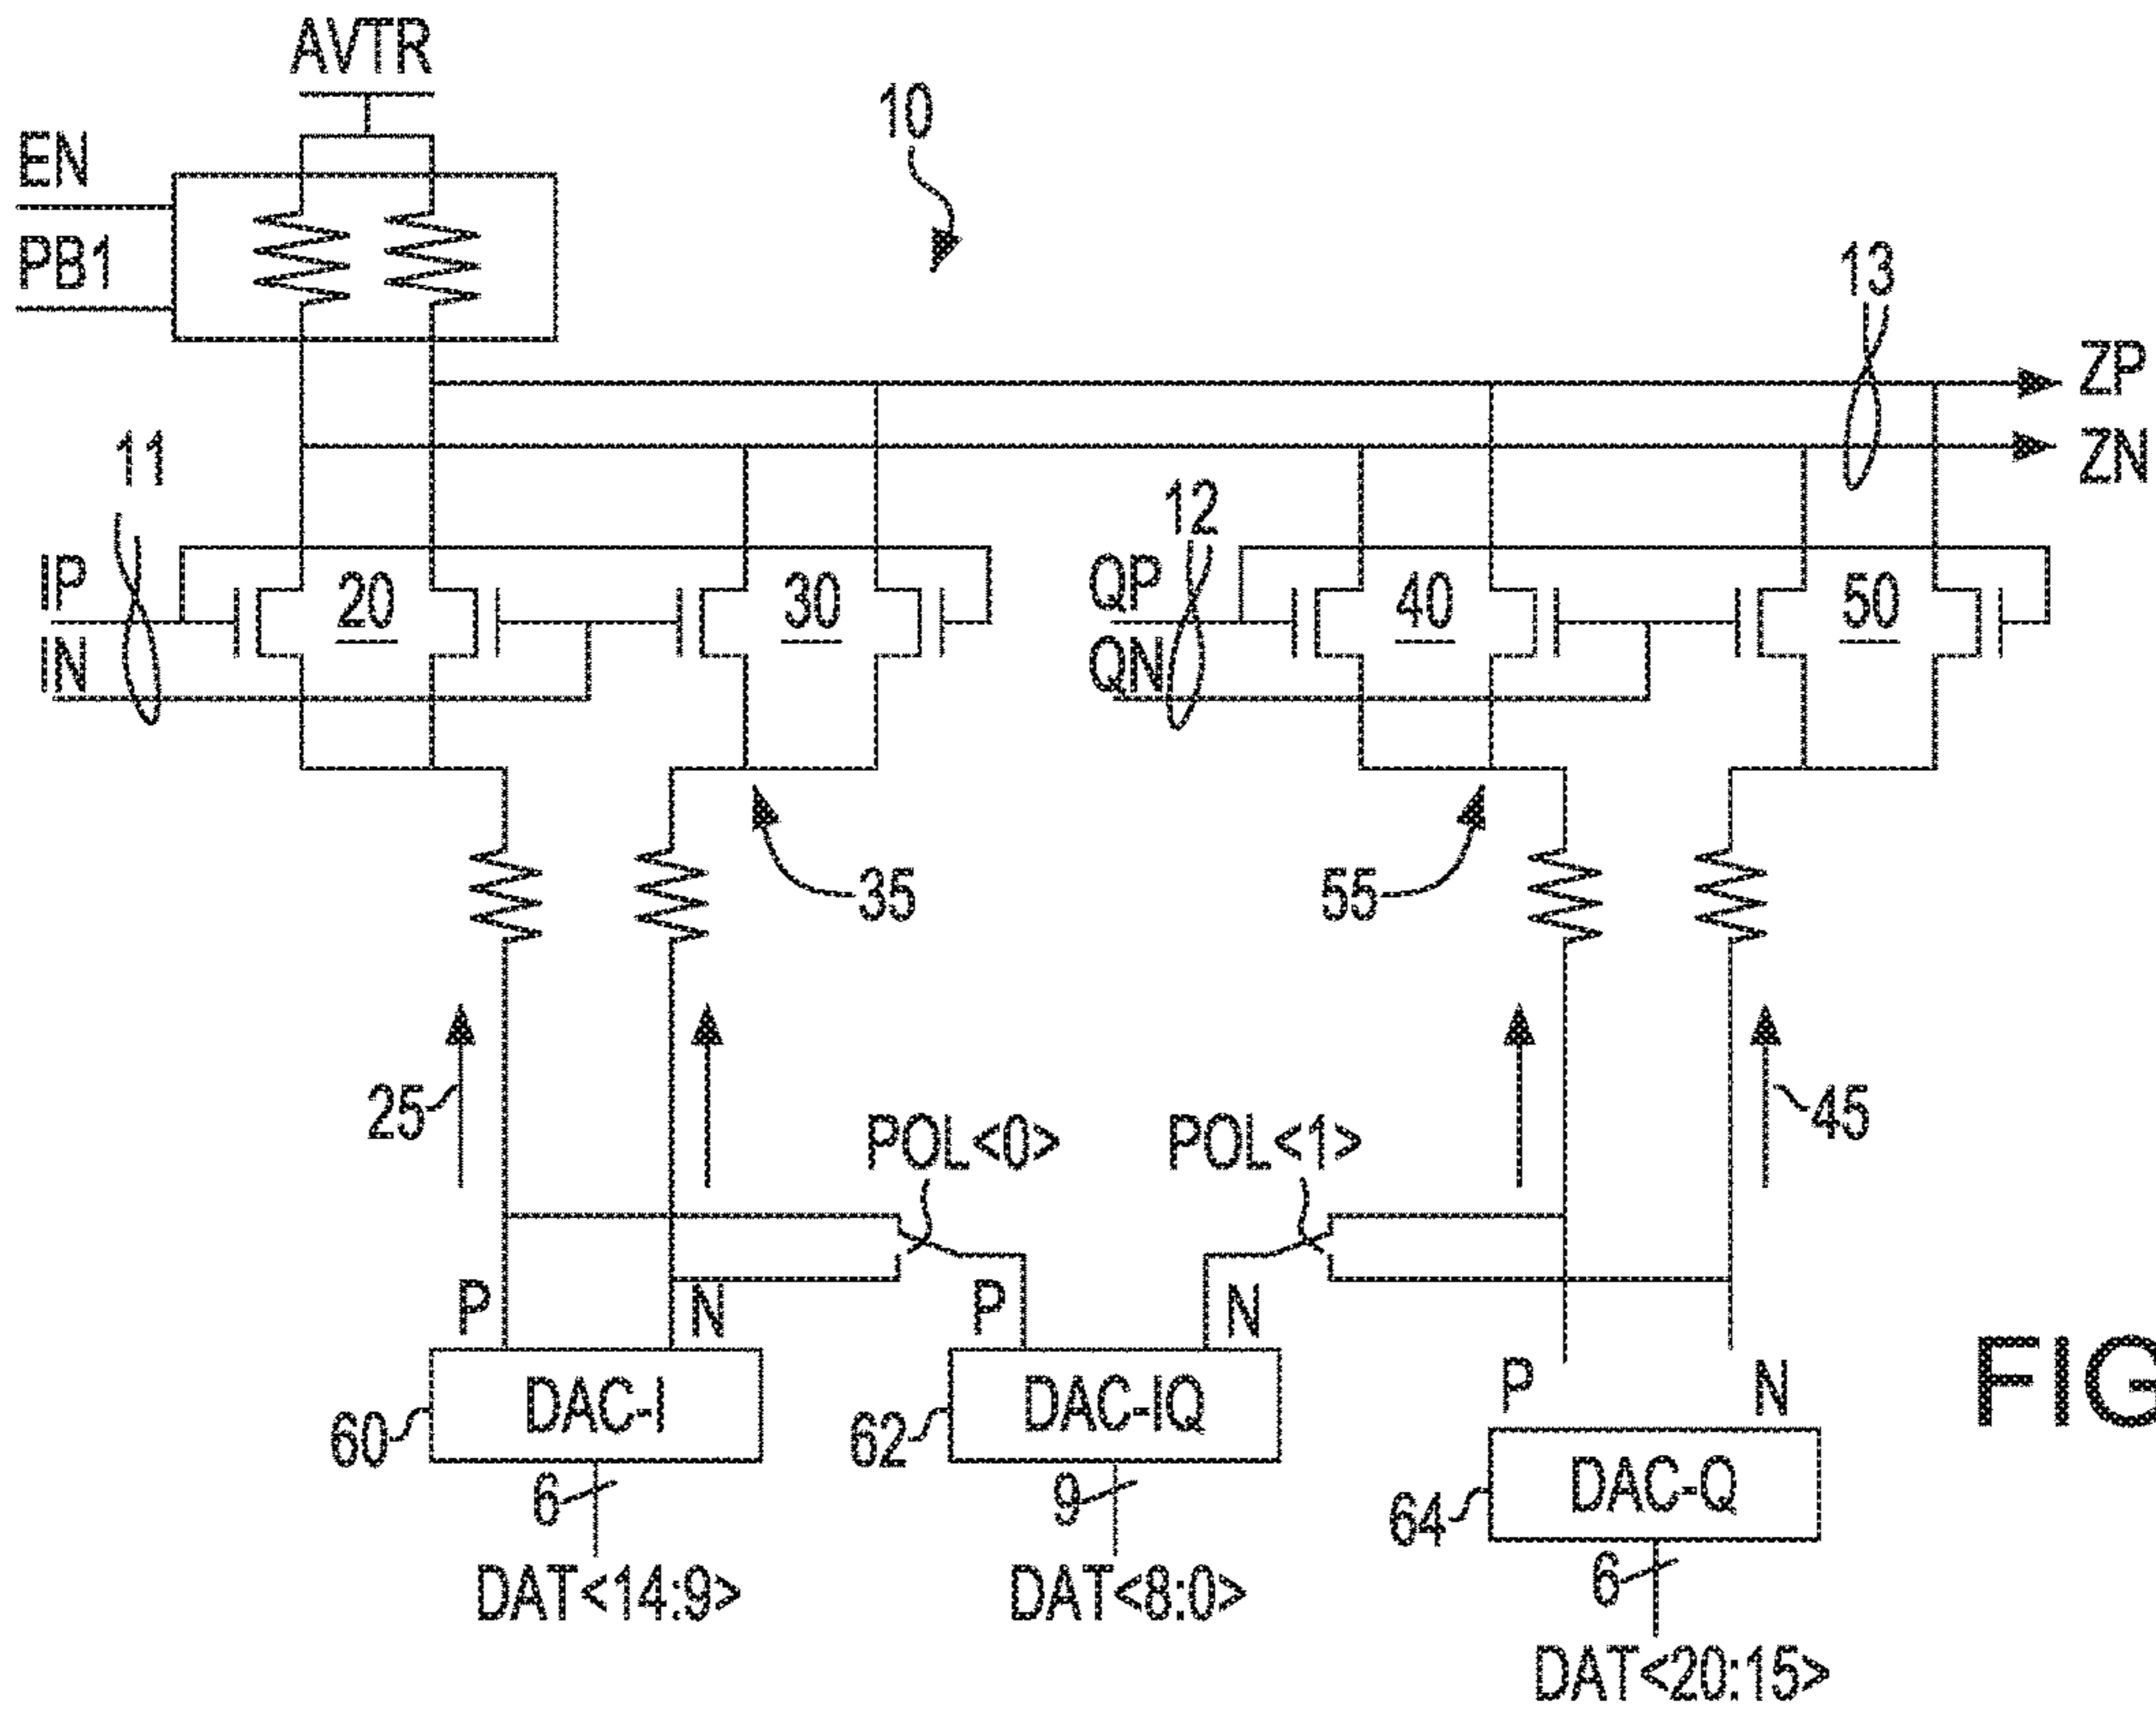 AVTR
10
EN
PB1
13
ZP
ZN
11
12
IP
IN
20
30
QP
QN
40
50
35
55
25
45
POL<0>
POL<1>
P
N
P
N
P
N
DAC-I
60
DAC-IQ
62
DAC-Q
64
6
9
6
DAT<14:9>
DAT<8:0>
DAT<20:15>
FIG